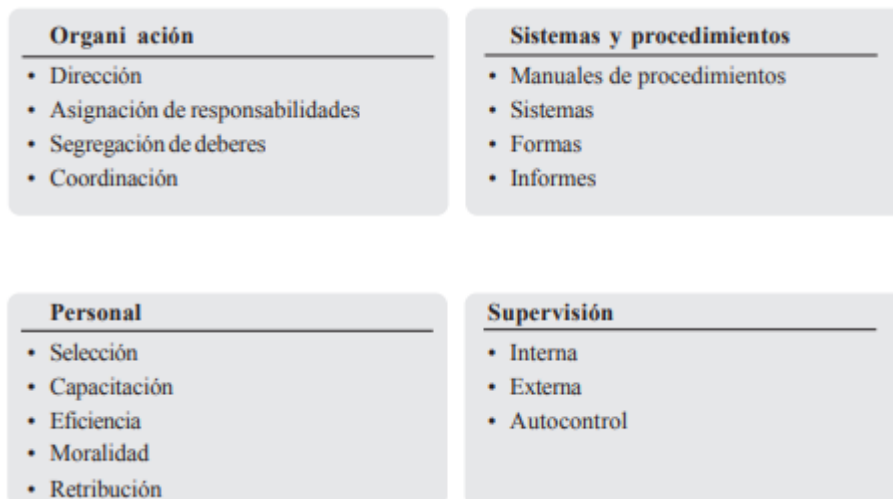 Organi ación
• Dirección
• Asignación de responsabilidades
• Segregación de deberes
• Coordinación
Sistemas y procedimientos
• Manuales de procedimientos
• Sistemas
• Formas
• Informes
Personal
• Selección
• Capacitación
• Eficiencia
• Moralidad
• Retribución
Supervisión
• Interna
• Externa
• Autocontrol